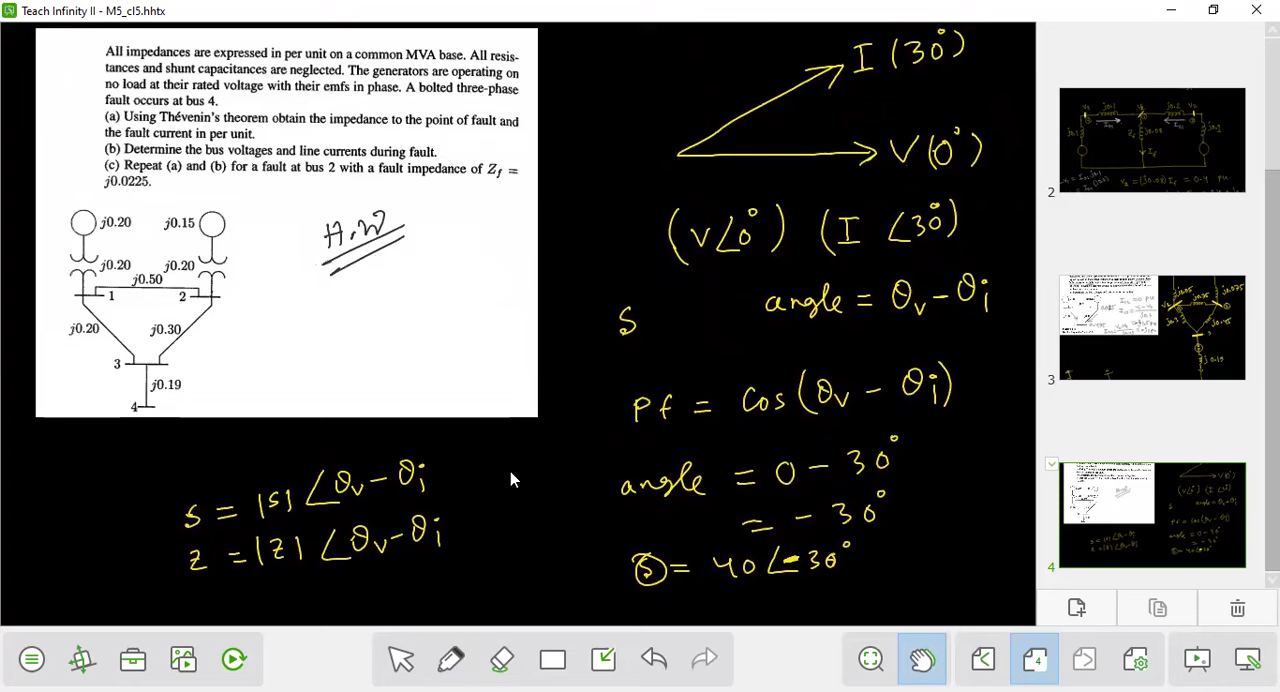 Teach Infinity II - M5_cl5.hhtx
All impedances are expressed in per unit on a common MVA base. All resis-
tances and shunt capacitances are neglected. The generators are operating on
no load at their rated voltage with their emfs in phase. A bolted three-phase
fault occurs at bus 4.
(a) Using Thévenin's theorem obtain the impedance to the point of fault and
the fault current in per unit.
(b) Determine the bus voltages and line currents during fault.
(c) Repeat (a) and (b) for a fault at bus 2 with a fault impedance of Z_f =
j0.0225.
j0.20 j0.15
j0.20 j0.20
j0.50
1 2
j0.20 j0.30
3
j0.19
4
H.W
I (30°)
V (0°)
(V∠0°) (I ∠30°)
S angle = θv - θi
Pf = cos(θv - θi)
angle = 0 - 30°
= - 30°
S = 40∠-30°
S = |S| ∠θv - θi
Z = |Z| ∠θv - θi
2
3
4
4